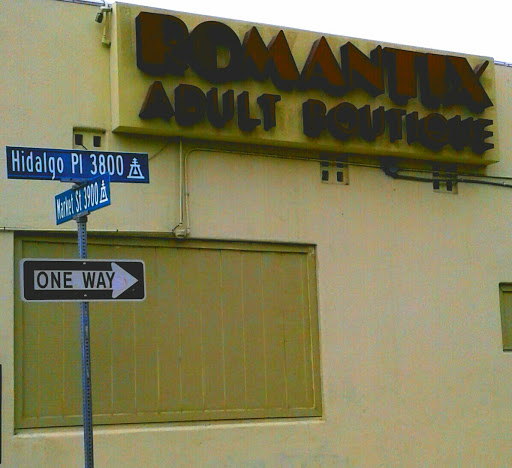 ROMANTIX
ADULT BOUTIQUE
Hidalgo Pl 3800
Market St 3900
ONE WAY